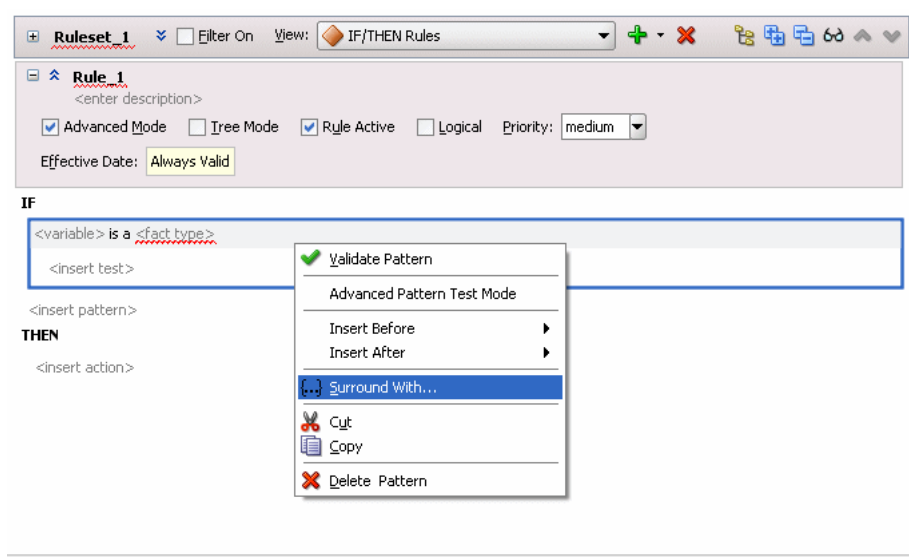 Ruleset_1 Filter On View: IF/THEN Rules
Rule_1
<enter description>
Advanced Mode Tree Mode Rule Active Logical Priority: medium
Effective Date: Always Valid
IF
<variable> is a <fact type>
<insert test>
Validate Pattern
Advanced Pattern Test Mode
Insert Before
Insert After
{...} Surround With...
Cut
Copy
Delete Pattern
<insert pattern>
THEN
<insert action>